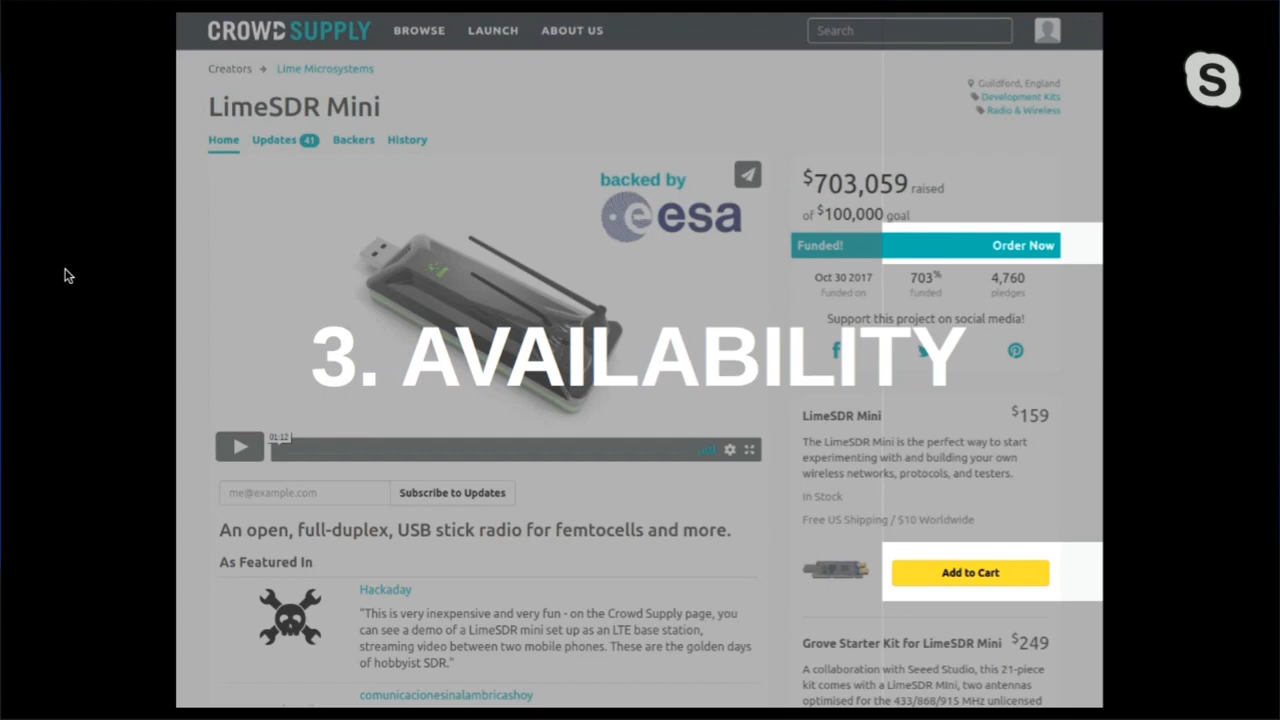 CROWD SUPPLY BROWSE LAUNCH ABOUT US Search
S
Creators → Lime Microsystems
Guildford, England
LimeSDR Mini
Development Kits
Radio & Wireless
Home Updates 41 Backers History
backed by
esa
$703,059 raised
of $100,000 goal
Funded! Order Now
Oct 30 2017 703% 4,760
funded on funded pledges
Support this project on social media!
3. AVAILABILITY
LimeSDR Mini $159
The LimeSDR Mini is the perfect way to start
experimenting with and building your own
wireless networks, protocols, and testers.
In Stock
Free US Shipping / $10 Worldwide
Add to Cart
01:12
me@example.com Subscribe to Updates
An open, full-duplex, USB stick radio for femtocells and more.
As Featured In
Hackaday
"This is very inexpensive and very fun - on the Crowd Supply page, you
can see a demo of a LimeSDR mini set up as an LTE base station,
streaming video between two mobile phones. These are the golden days
of hobbyist SDR."
comunicacionesinalambricashoy
Grove Starter Kit for LimeSDR Mini $249
A collaboration with Seeed Studio, this 21-piece
kit comes with a LimeSDR Mini, two antennas
optimised for the 433/868/915 MHz unlicensed